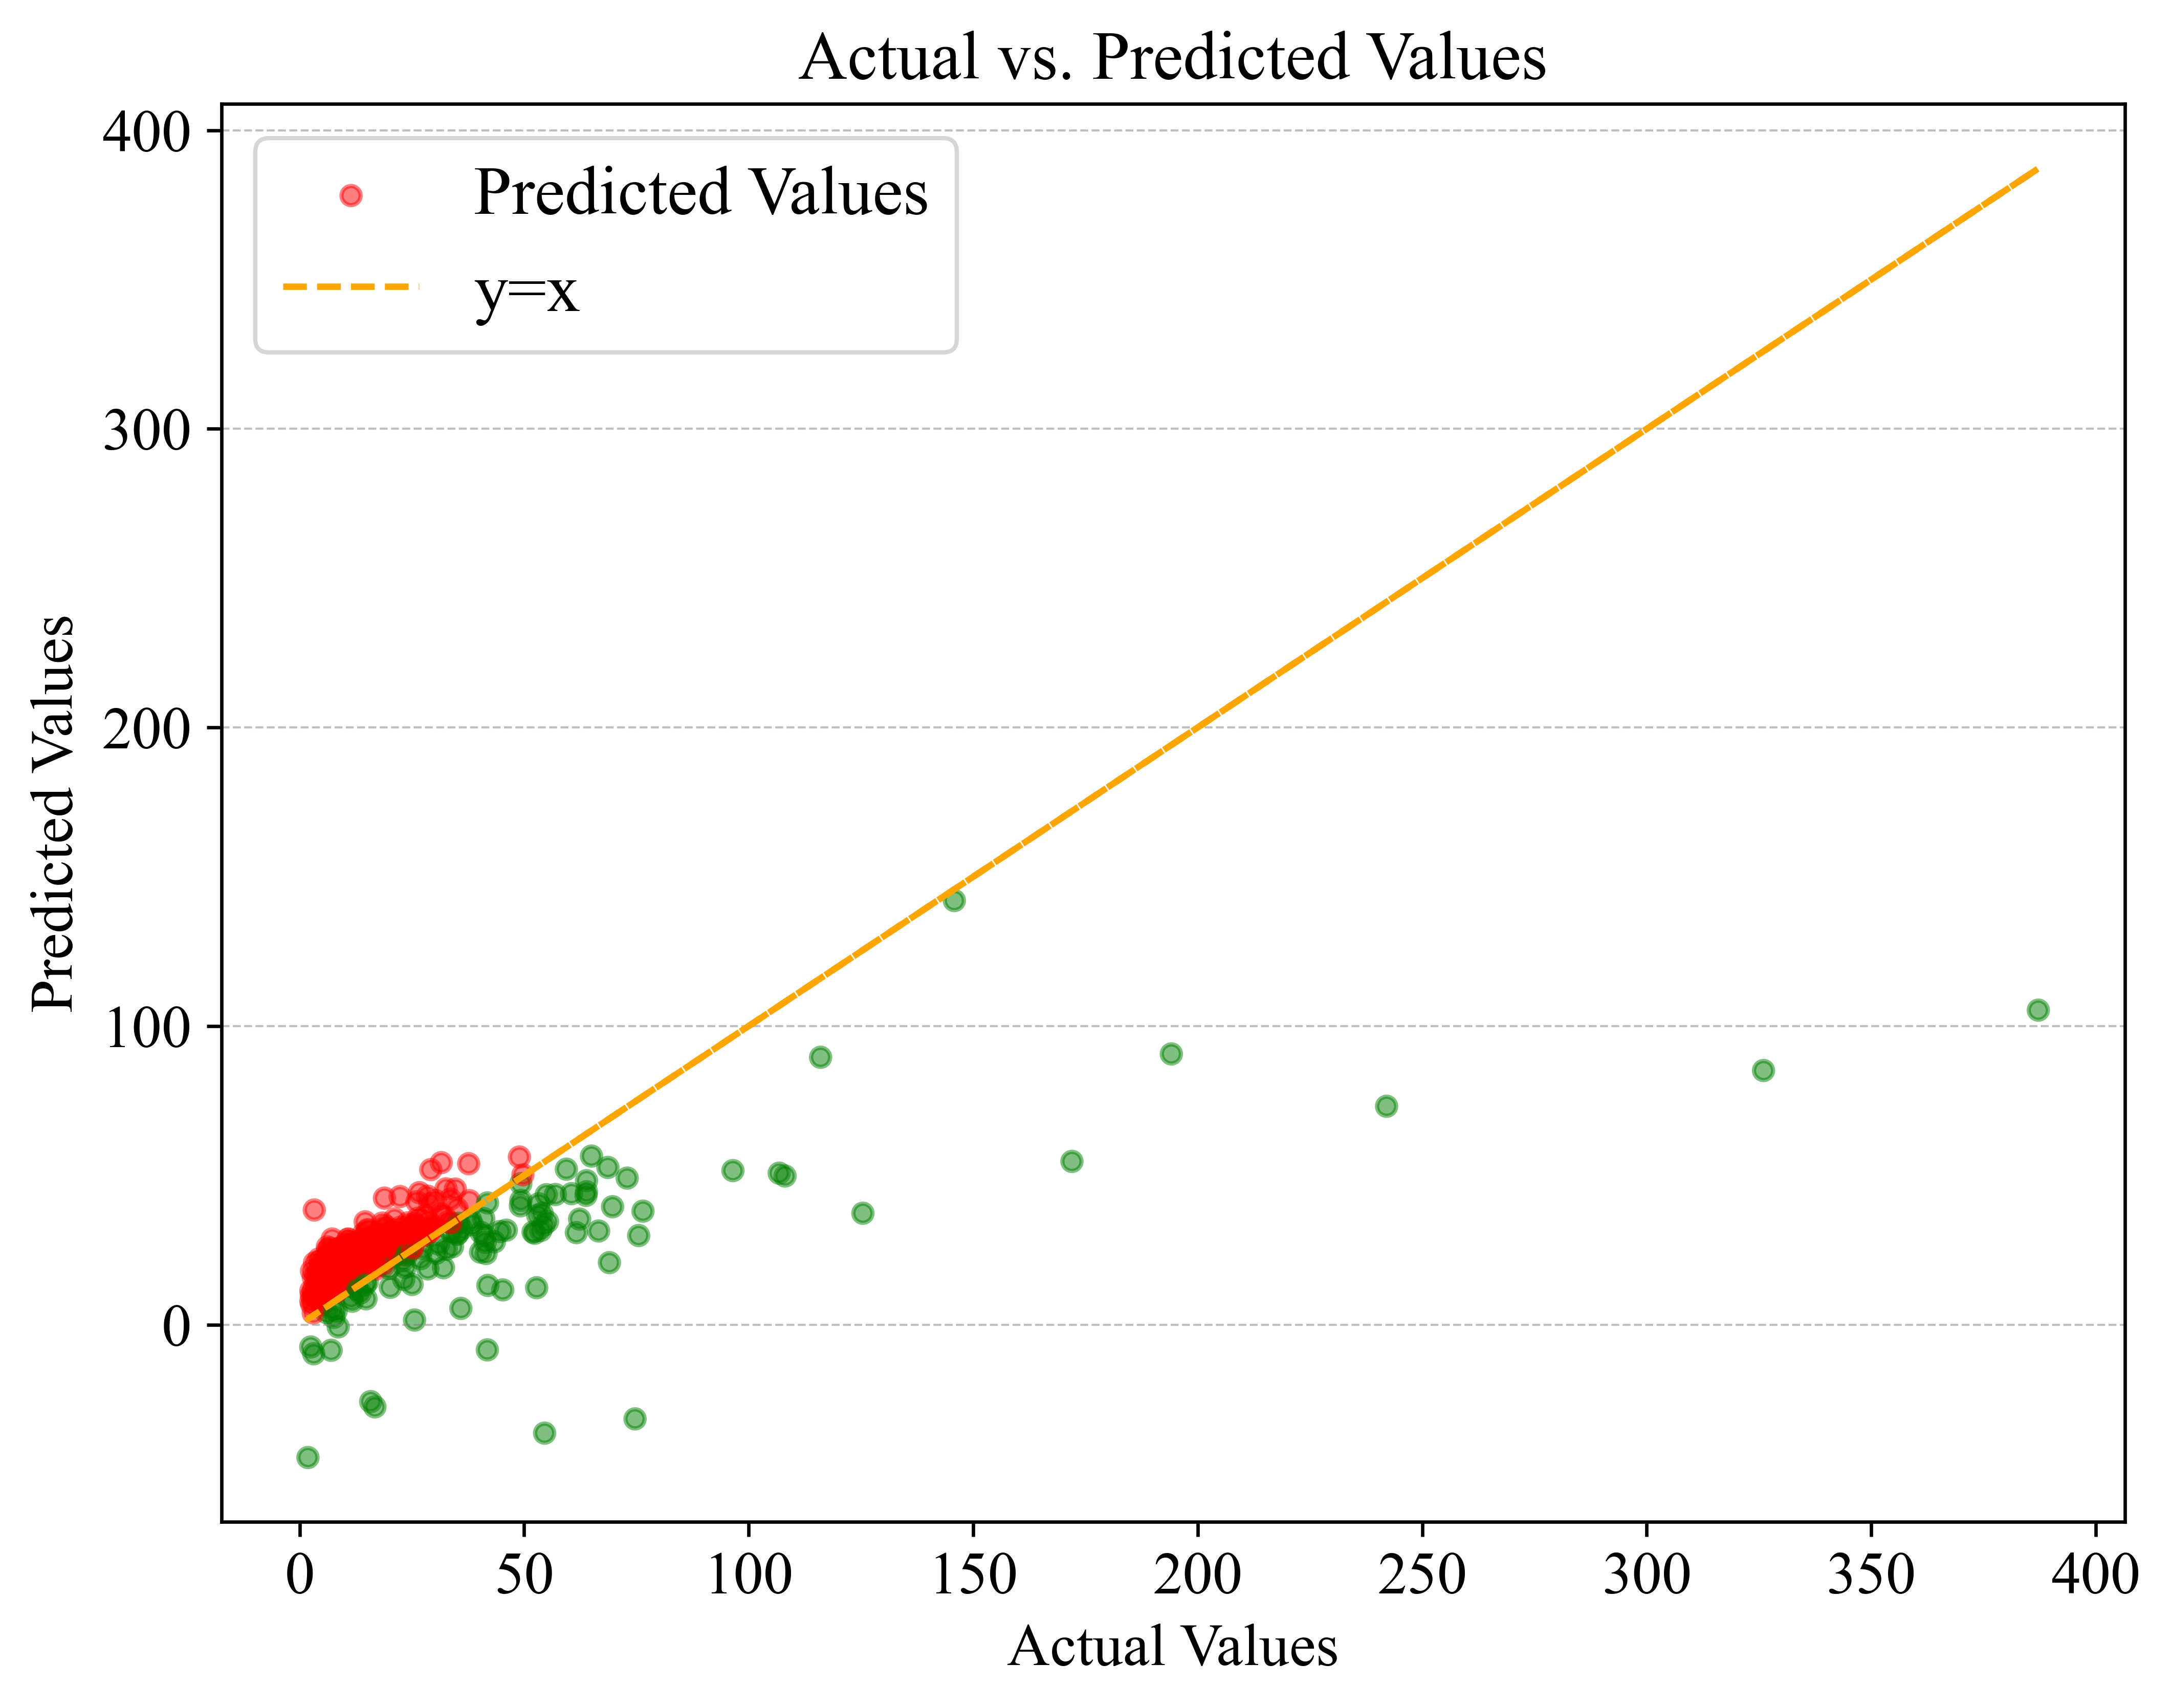 Actual vs. Predicted Values
Predicted Values
y=x
400
300
200
100
0
Predicted Values
0 50 100 150 200 250 300 350 400
Actual Values